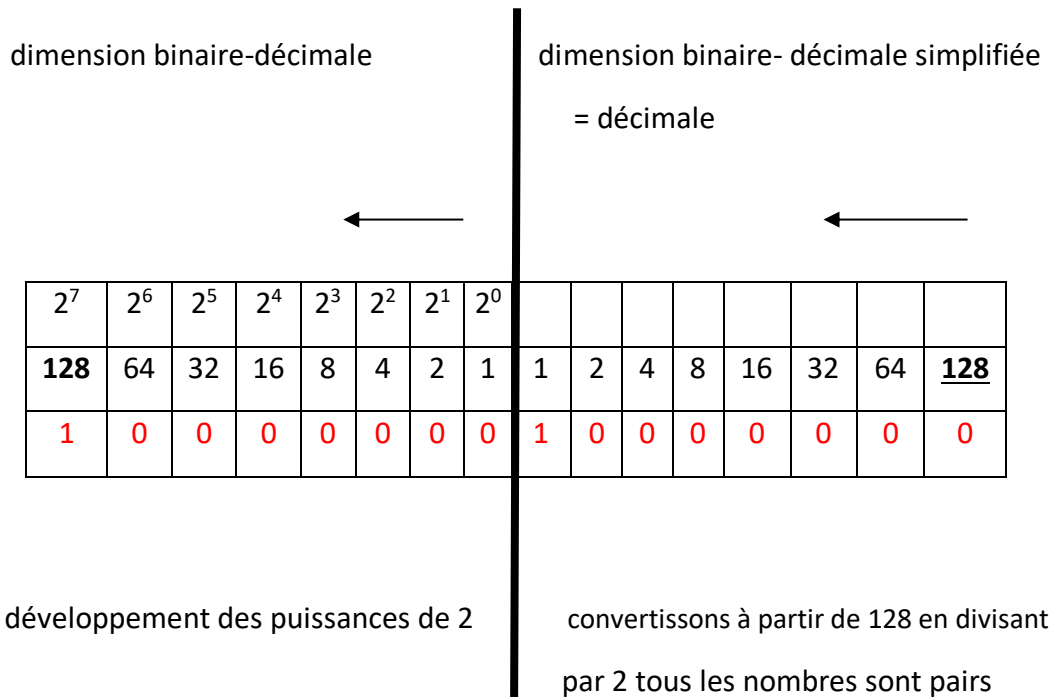 dimension binaire-décimale
dimension binaire- décimale simplifiée
= décimale
2⁷ 2⁶ 2⁵ 2⁴ 2³ 2² 2¹ 2⁰
128 64 32 16 8 4 2 1 1 2 4 8 16 32 64 128
1 0 0 0 0 0 0 0 1 0 0 0 0 0 0 0
développement des puissances de 2
convertissons à partir de 128 en divisant
par 2 tous les nombres sont pairs